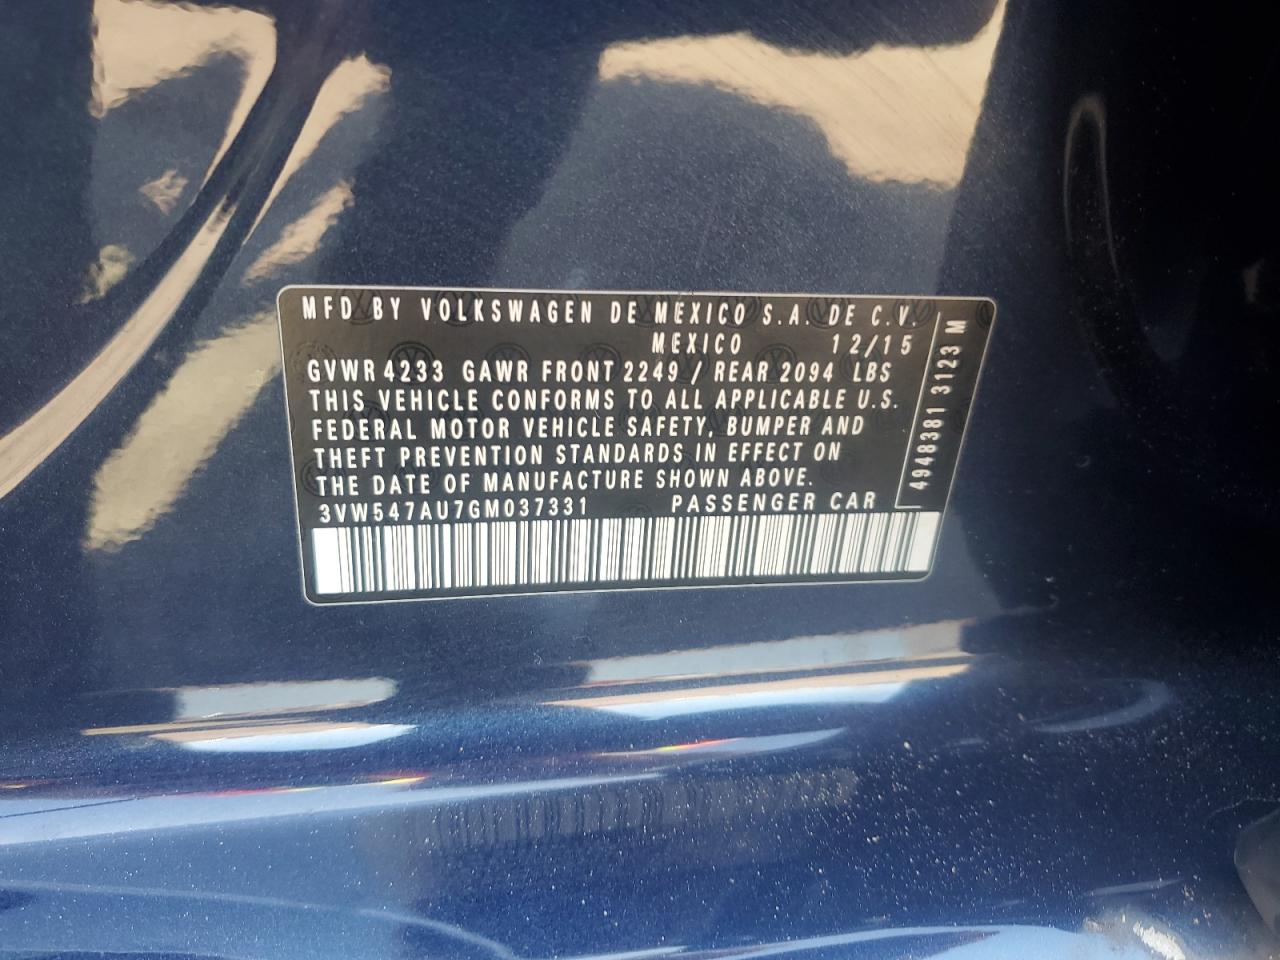 MFD BY VOLKSWAGEN DE MEXICO S.A. DE C.V.
MEXICO 12/15
GVWR 4233 GAWR FRONT 2249 / REAR 2094 LBS
THIS VEHICLE CONFORMS TO ALL APPLICABLE U.S.
FEDERAL MOTOR VEHICLE SAFETY, BUMPER AND
THEFT PREVENTION STANDARDS IN EFFECT ON
THE DATE OF MANUFACTURE SHOWN ABOVE.
3VW547AU7GM037331 PASSENGER CAR
4948381 3123 M